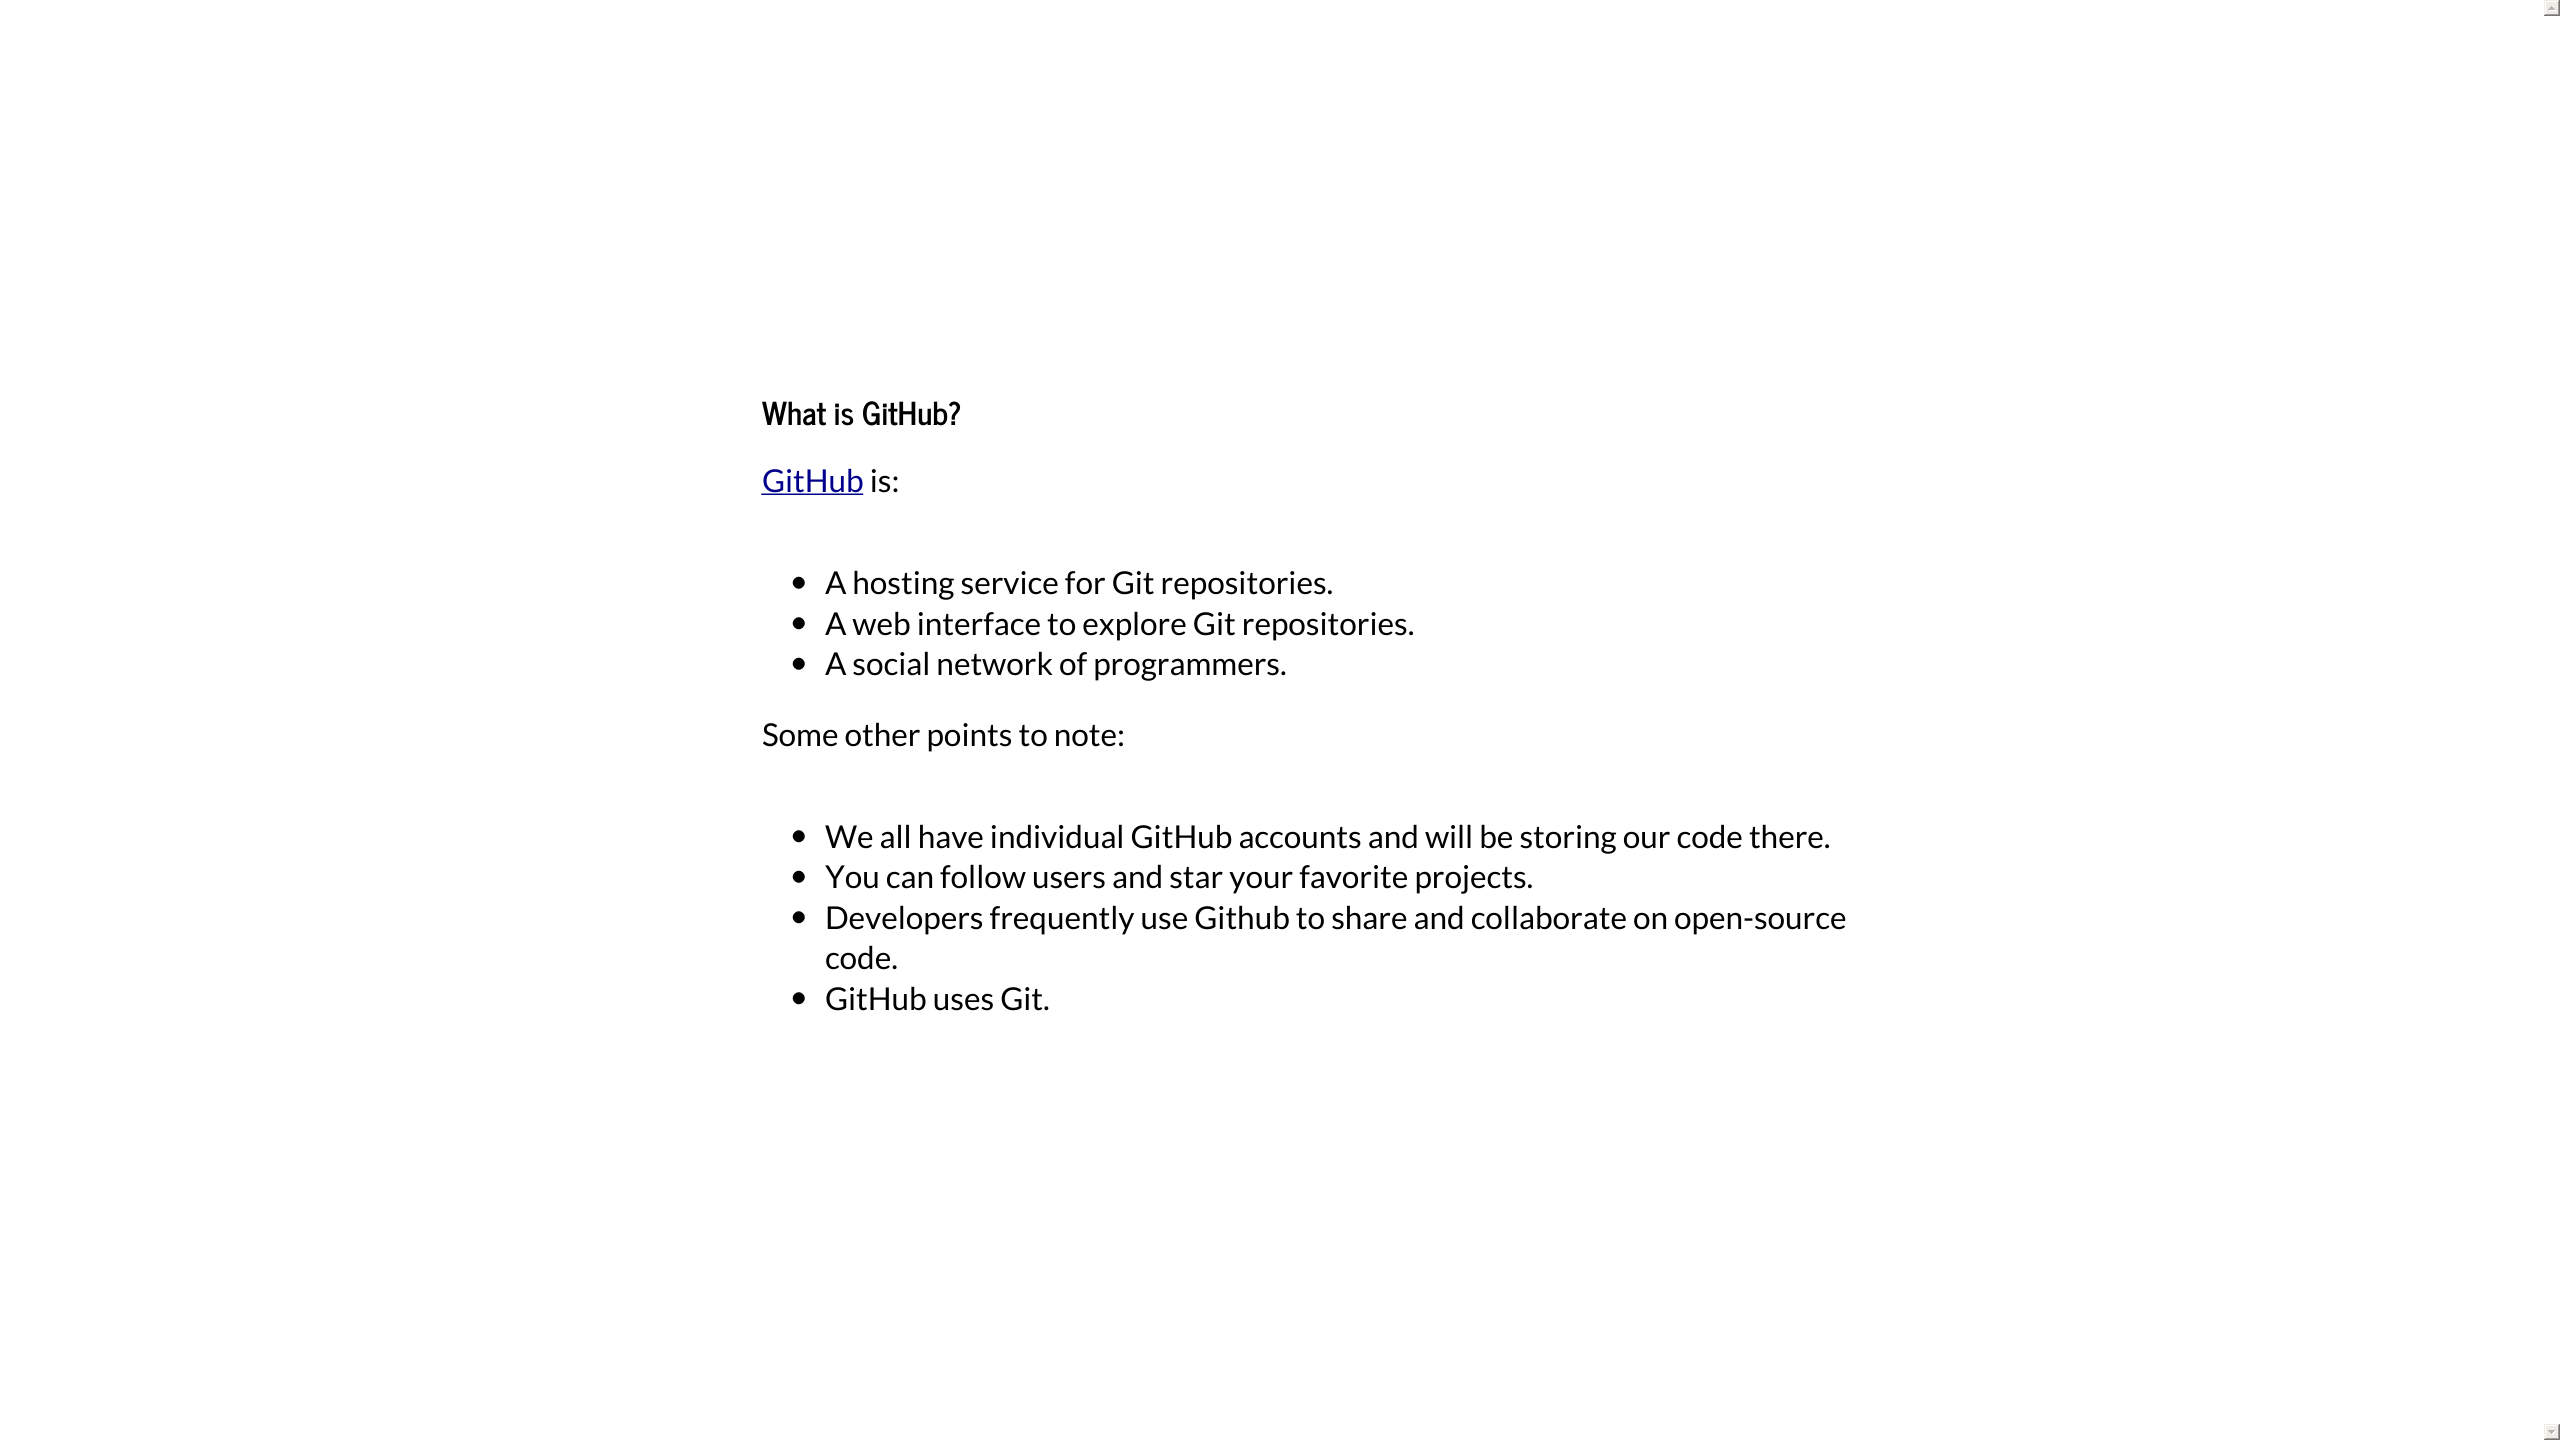 What is GitHub?
GitHub is:
A hosting service for Git repositories.
A web interface to explore Git repositories.
A social network of programmers.
Some other points to note:
We all have individual GitHub accounts and will be storing our code there.
You can follow users and star your favorite projects.
Developers frequently use Github to share and collaborate on open-source
code.
GitHub uses Git.